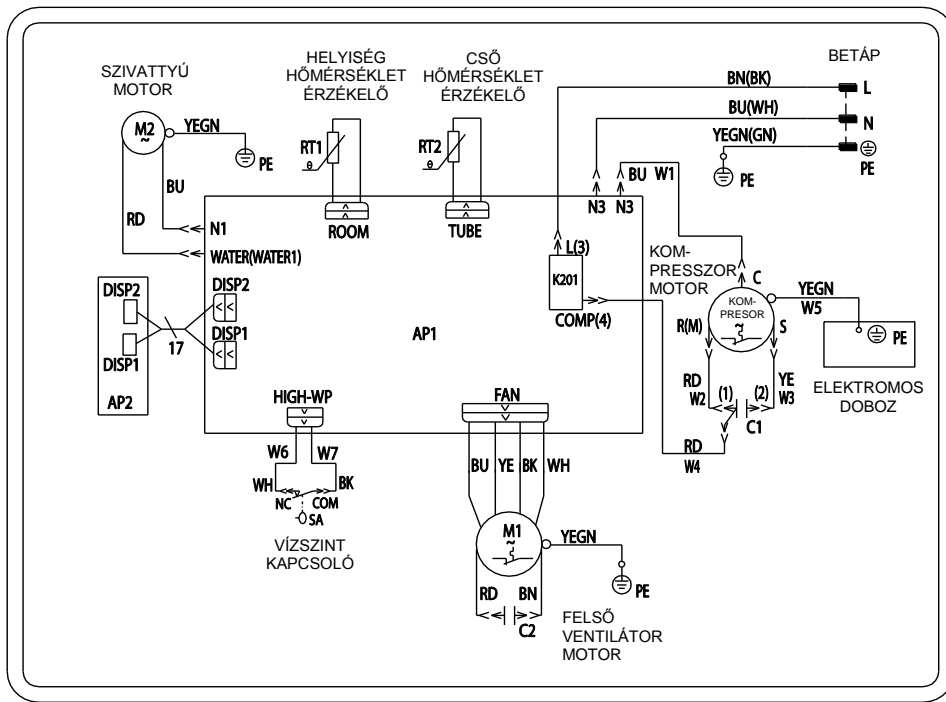 SZIVATTYÚ
MOTOR
M2
~
YEGN
PE
BU
RD
HELYISÉG
HŐMÉRSÉKLET
ÉRZÉKELŐ
RT1
θ
ROOM
CSŐ
HŐMÉRSÉKLET
ÉRZÉKELŐ
RT2
θ
TUBE
BETÁP
BN(BK)
L
BU(WH)
N
YEGN(GN)
PE
PE
BU W1
N3 N3
N1
WATER(WATER1)
L(3)
K201
COMP(4)
KOM-
PRESSZOR
MOTOR
C
KOM-
PRESOR
~
R(M)
S
YEGN
W5
PE
ELEKTROMOS
DOBOZ
DISP2
DISP1
AP2
17
DISP2
DISP1
AP1
RD
W2
(1) (2)
YE
W3
C1
RD
W4
HIGH-WP
W6 W7
WH
BK
NC COM
SA
VÍZSZINT
KAPCSOLÓ
FAN
BU YE BK WH
M1
~
YEGN
PE
RD BN
C2
FELSŐ
VENTILÁTOR
MOTOR